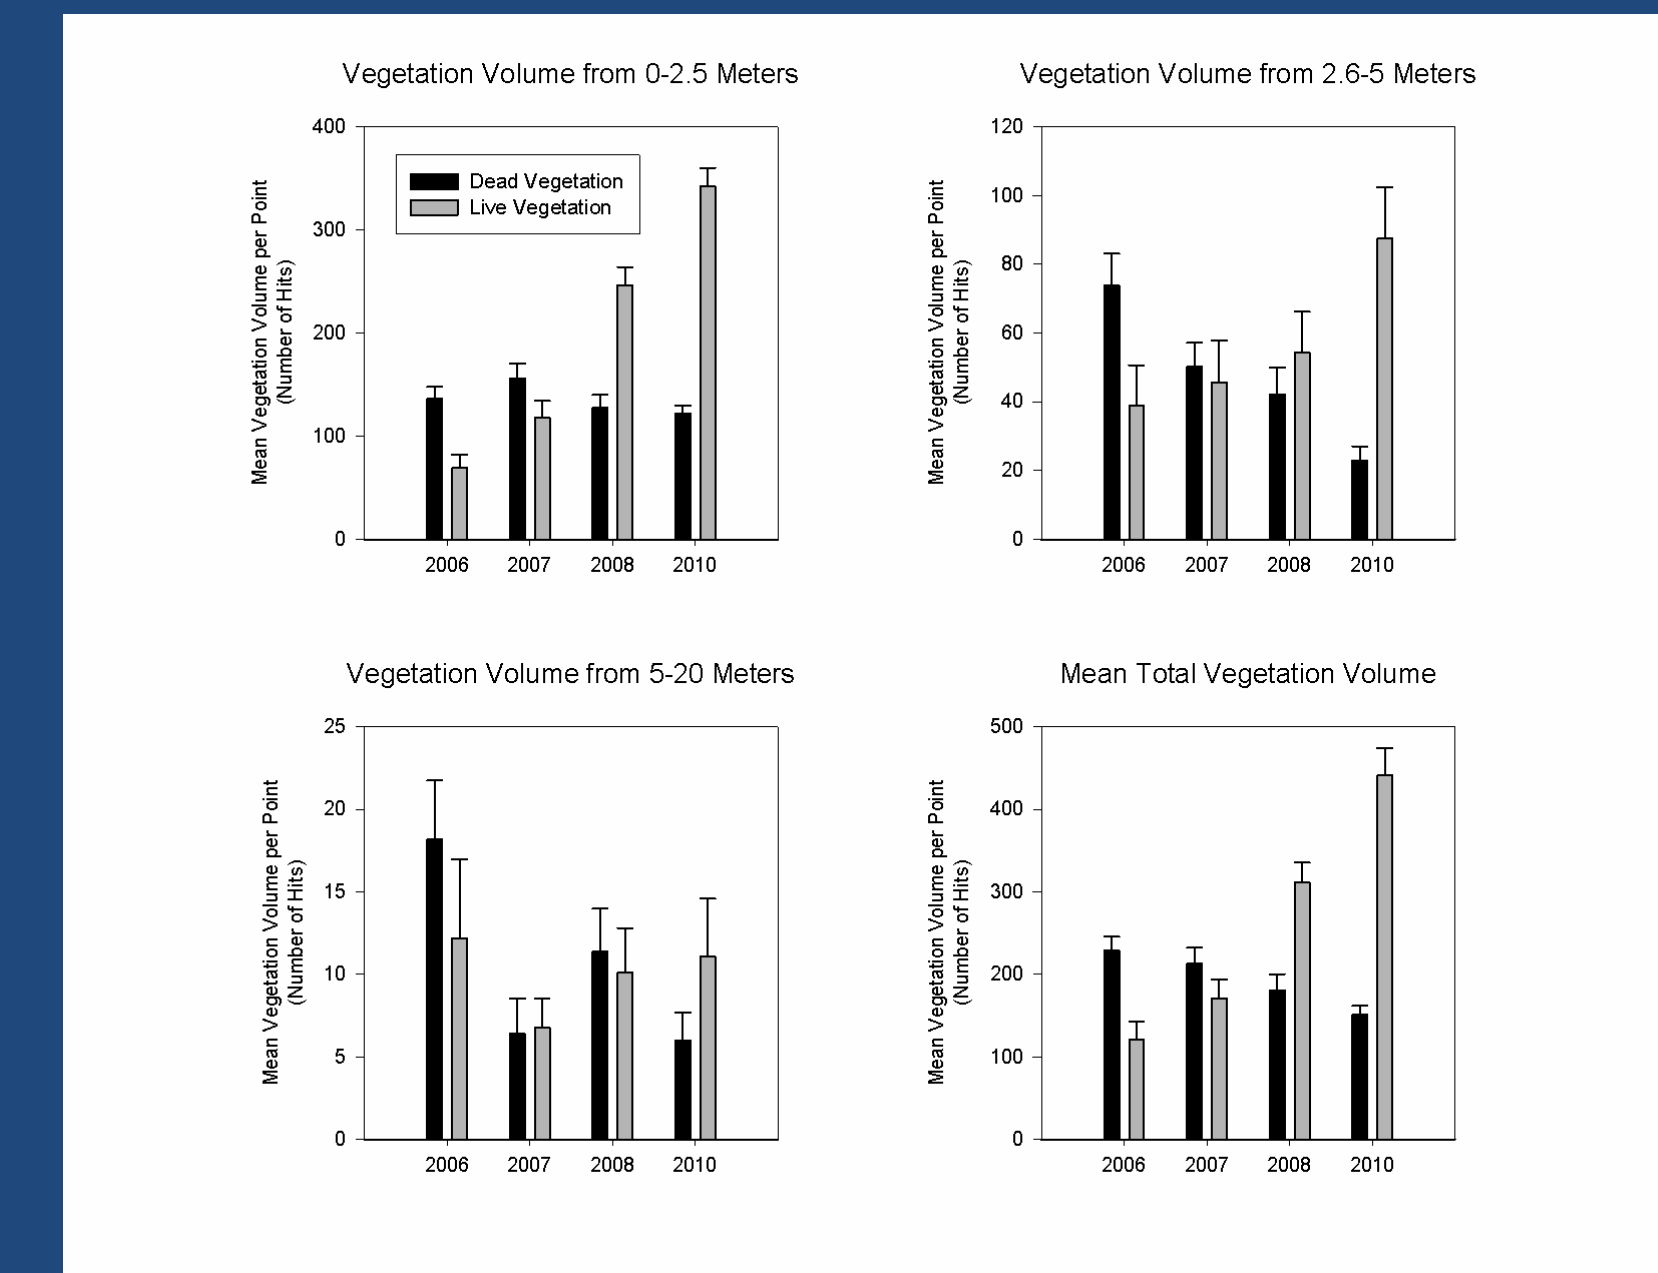 Vegetation Volume from 0-2.5 Meters
400
300
200
100
0
Mean Vegetation Volume per Point
(Number of Hits)
Dead Vegetation
Live Vegetation
2006 2007 2008 2010
Vegetation Volume from 2.6-5 Meters
120
100
80
60
40
20
0
Mean Vegetation Volume per Point
(Number of Hits)
2006 2007 2008 2010
Vegetation Volume from 5-20 Meters
25
20
15
10
5
0
Mean Vegetation Volume per Point
(Number of Hits)
2006 2007 2008 2010
Mean Total Vegetation Volume
500
400
300
200
100
0
Mean Vegetation Volume per Point
(Number of Hits)
2006 2007 2008 2010